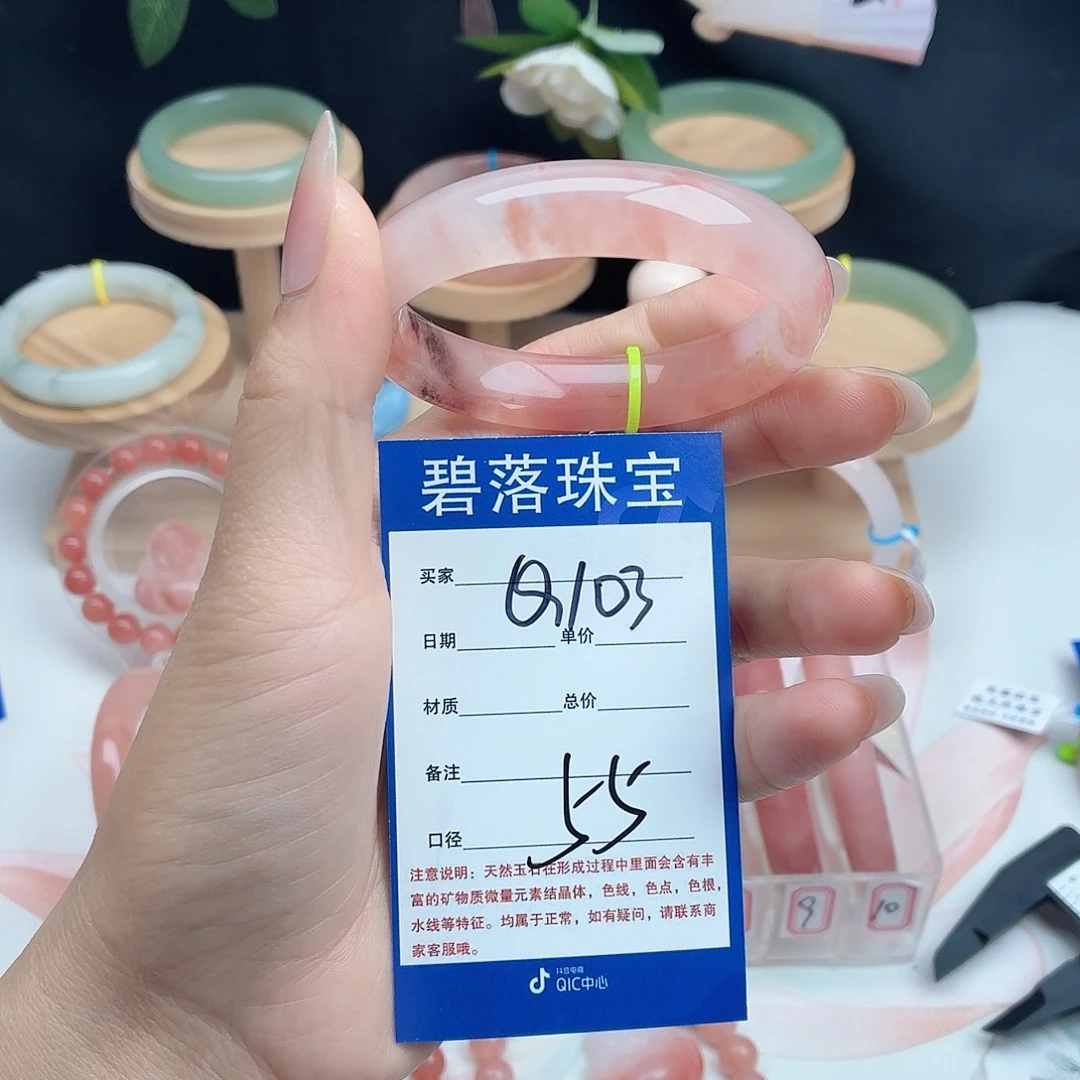 碧落珠宝
买家 Q103
日期 单价
材质 总价
备注
口径 55
注意说明：天然玉石在形成过程中里面会含有丰
富的矿物质微量元素结晶体，色线，色点，色根，
水线等特征。均属于正常，如有疑问，请联系商
家客服哦。
抖音电商
QIC中心
9 10